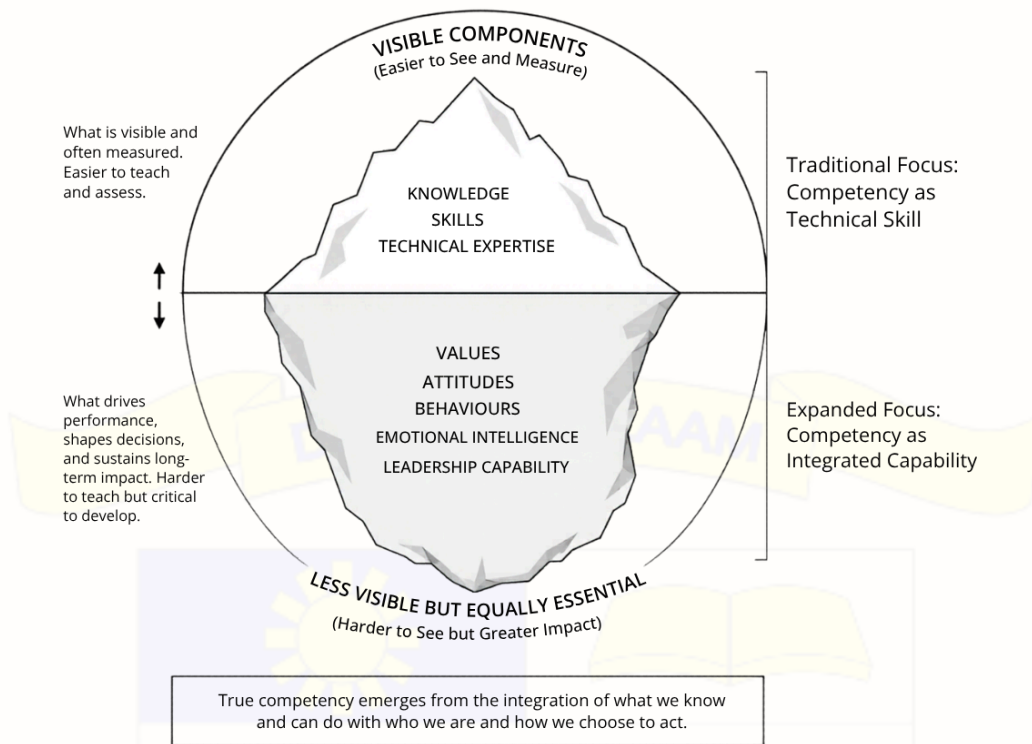 VISIBLE COMPONENTS
(Easier to See and Measure)
What is visible and
often measured.
Easier to teach
and assess.
KNOWLEDGE
SKILLS
TECHNICAL EXPERTISE
Traditional Focus:
Competency as
Technical Skill
What drives
performance,
shapes decisions,
and sustains long-
term impact. Harder
to teach but critical
to develop.
VALUES
ATTITUDES
BEHAVIOURS
EMOTIONAL INTELLIGENCE
LEADERSHIP CAPABILITY
Expanded Focus:
Competency as
Integrated Capability
LESS VISIBLE BUT EQUALLY ESSENTIAL
(Harder to See but Greater Impact)
True competency emerges from the integration of what we know
and can do with who we are and how we choose to act.